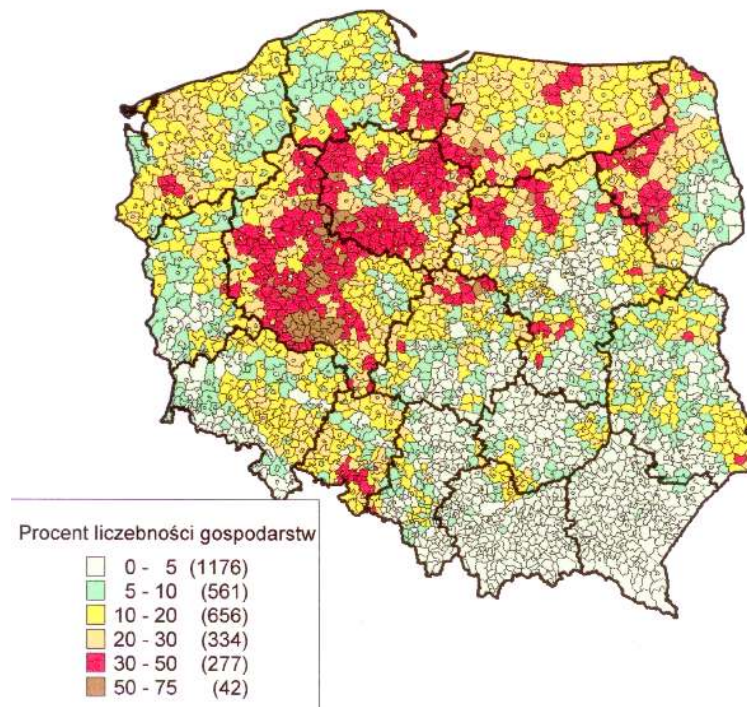 Procent liczebności gospodarstw
0 - 5 (1176)
5 - 10 (561)
10 - 20 (656)
20 - 30 (334)
30 - 50 (277)
50 - 75 (42)